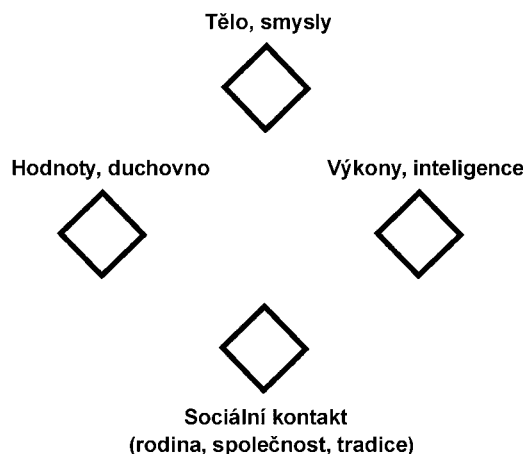 Tělo, smysly
Hodnoty, duchovno
Výkony, inteligence
Sociální kontakt
(rodina, společnost, tradice)